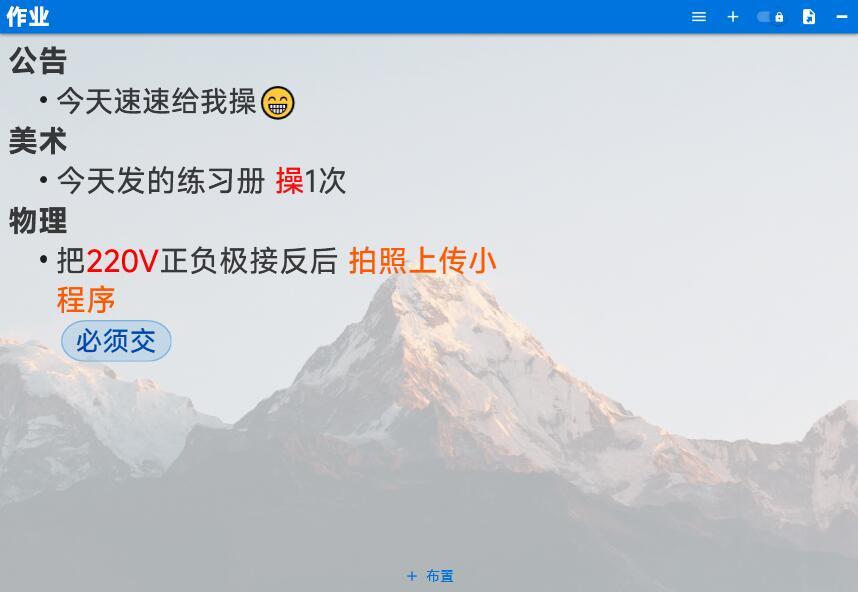 作业
公告
• 今天速速给我操😁
美术
• 今天发的练习册 操1次
物理
• 把220V正负极接反后 拍照上传小
程序
必须交
+ 布置